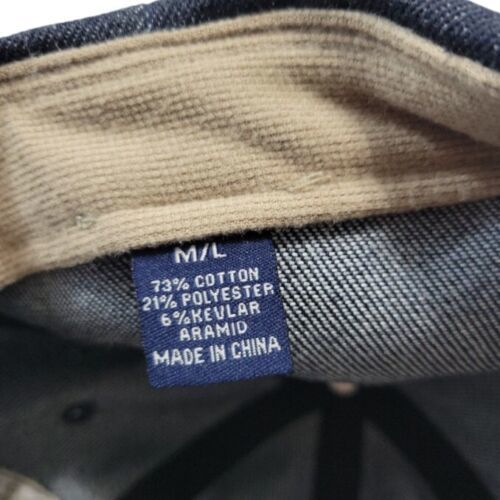 M/L
73% COTTON
21% POLYESTER
6% KEVLAR
ARAMID
MADE IN CHINA